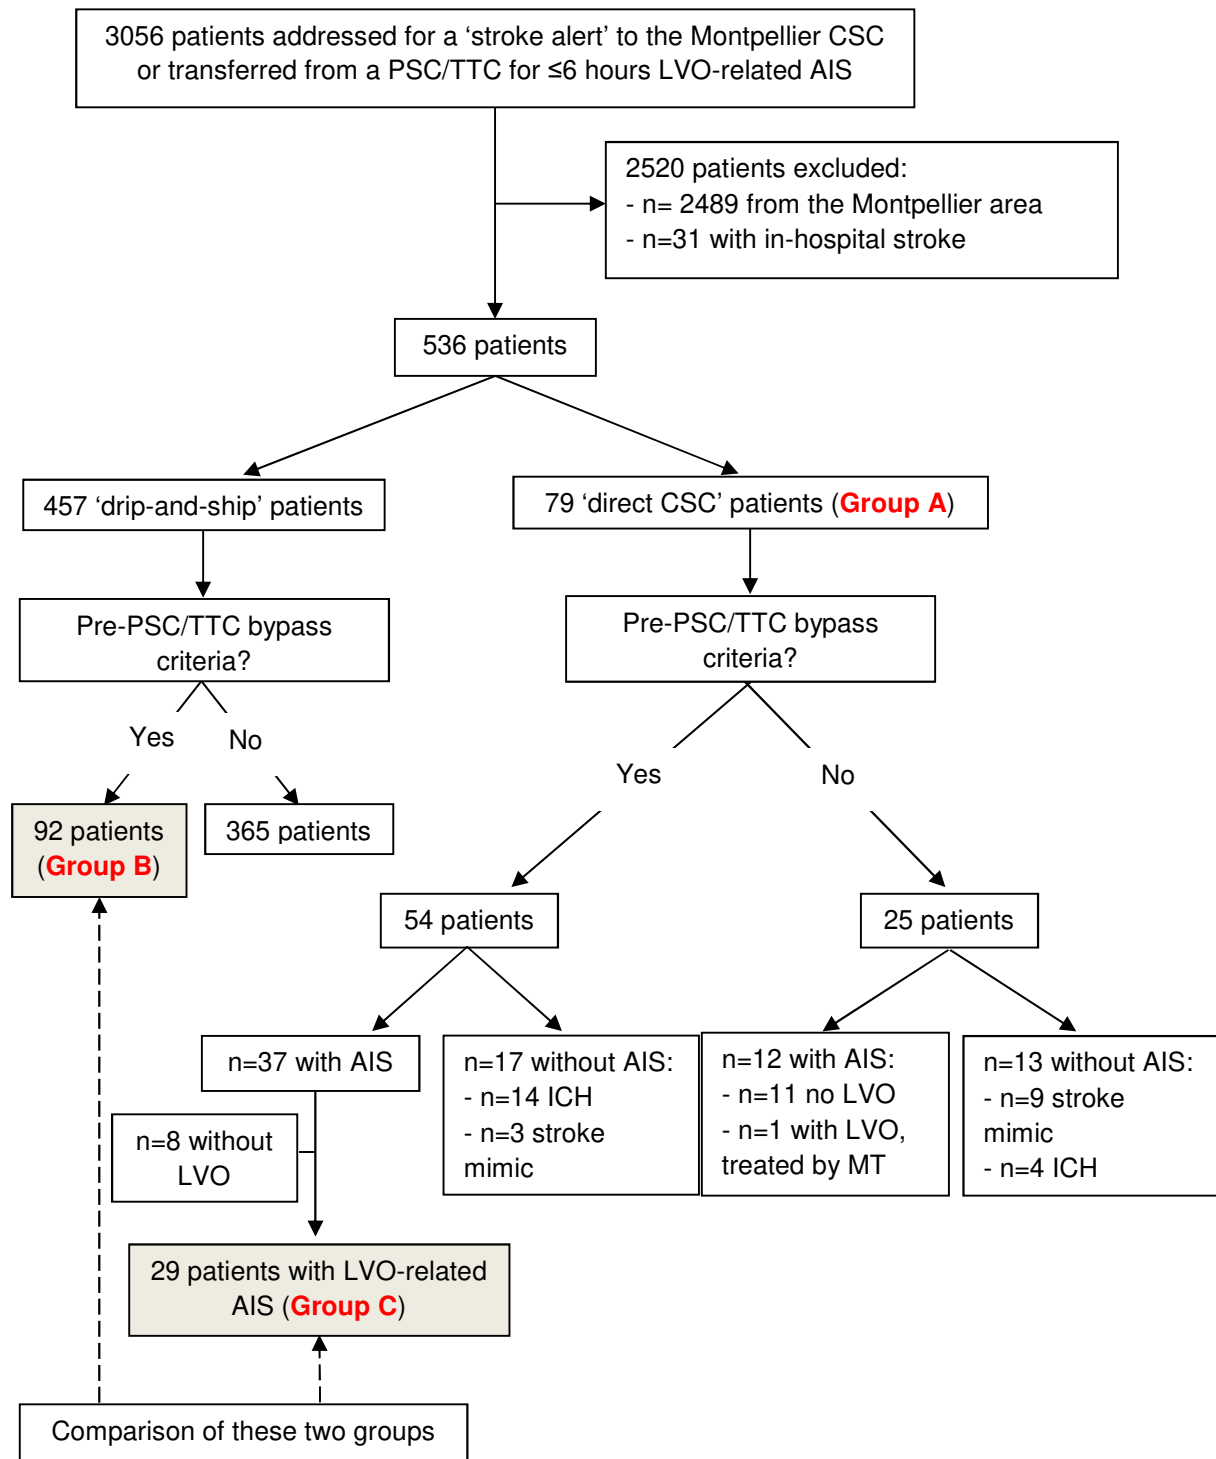 3056 patients addressed for a ‘stroke alert’ to the Montpellier CSC
or transferred from a PSC/TTC for ≤6 hours LVO-related AIS
2520 patients excluded:
- n= 2489 from the Montpellier area
- n=31 with in-hospital stroke
536 patients
457 ‘drip-and-ship’ patients
79 ‘direct CSC’ patients (Group A)
Pre-PSC/TTC bypass
criteria?
Pre-PSC/TTC bypass
criteria?
Yes
No
Yes
No
92 patients
(Group B)
365 patients
54 patients
25 patients
n=37 with AIS
n=17 without AIS:
- n=14 ICH
- n=3 stroke
mimic
n=12 with AIS:
- n=11 no LVO
- n=1 with LVO,
treated by MT
n=13 without AIS:
- n=9 stroke
mimic
- n=4 ICH
n=8 without
LVO
29 patients with LVO-related
AIS (Group C)
Comparison of these two groups